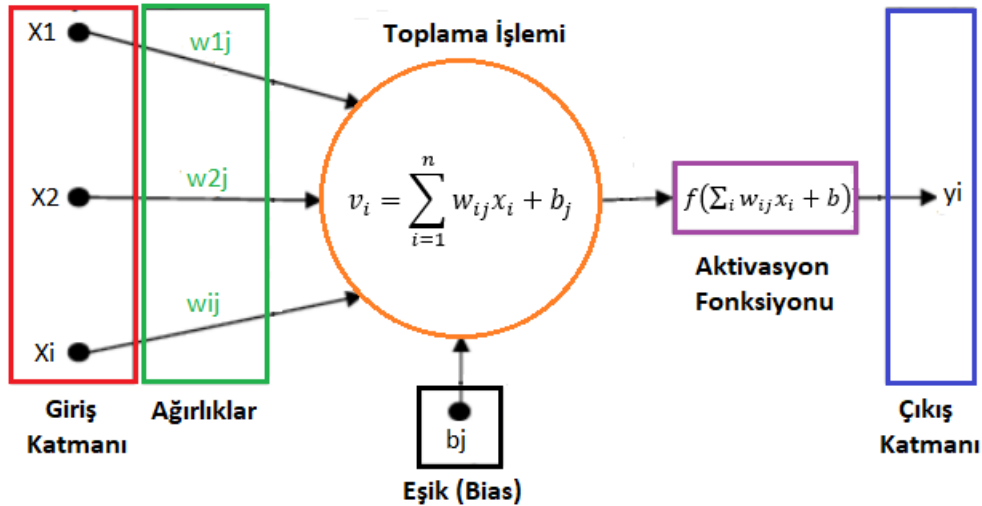 X1
w1j
Toplama İşlemi
X2
w2j
v_i = \sum_{i=1}^{n} w_{ij} x_i + b_j
f(∑_i w_{ij} x_i + b)
yi
Aktivasyon
Fonksiyonu
Xi
wij
Giriş
Katmanı
Ağırlıklar
bj
Eşik (Bias)
Çıkış
Katmanı